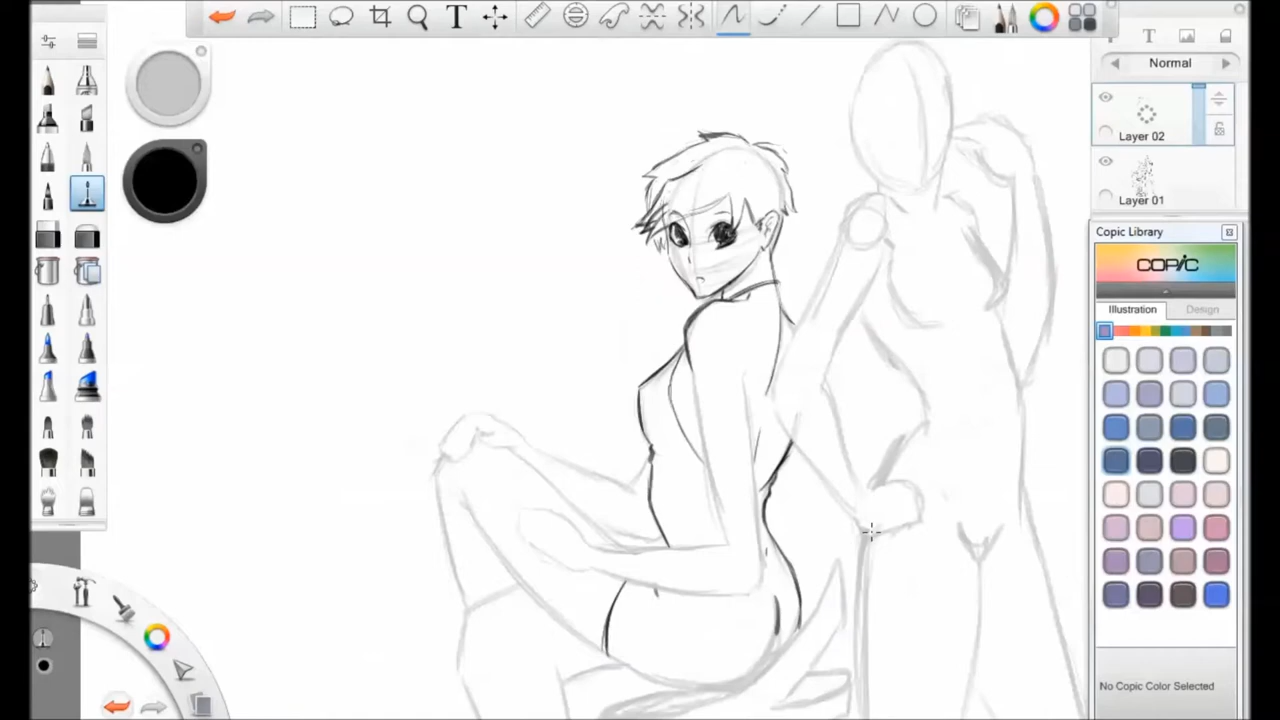 T
T
Normal
Layer 02
Layer 01
Copic Library
COPIC
Illustration
Design
No Copic Color Selected